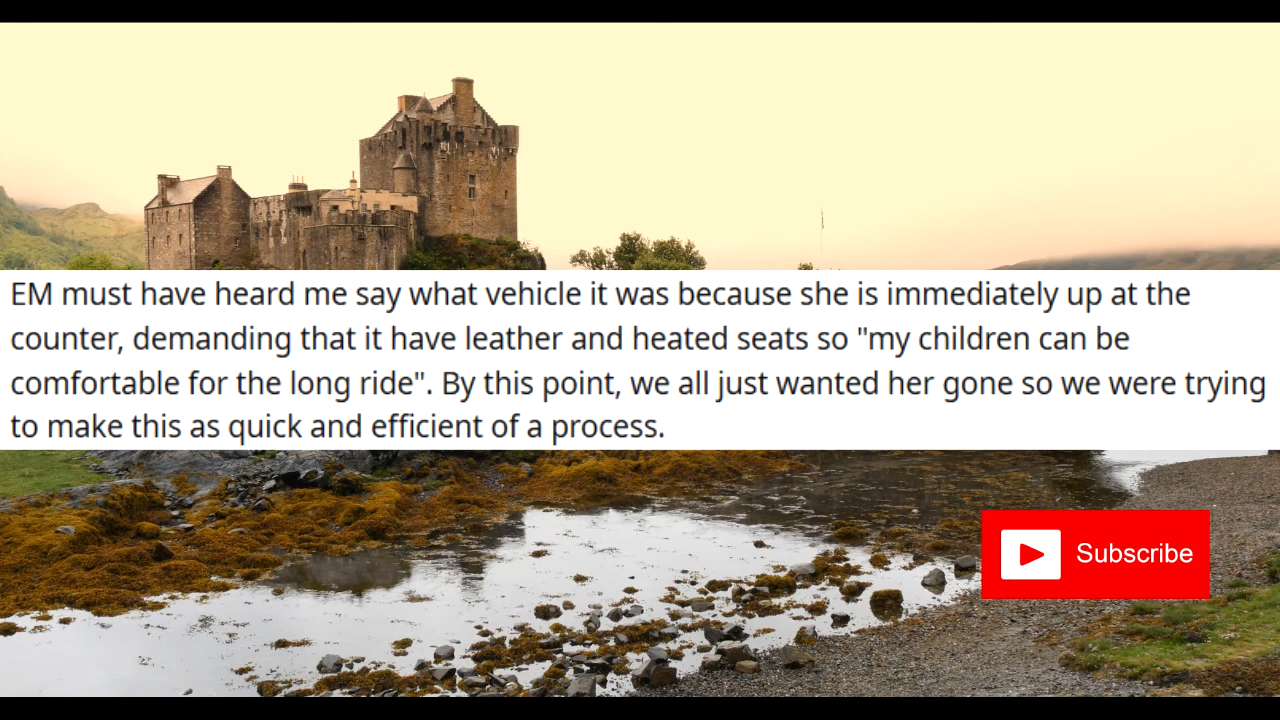 EM must have heard me say what vehicle it was because she is immediately up at the
counter, demanding that it have leather and heated seats so "my children can be
comfortable for the long ride". By this point, we all just wanted her gone so we were trying
to make this as quick and efficient of a process.
Subscribe